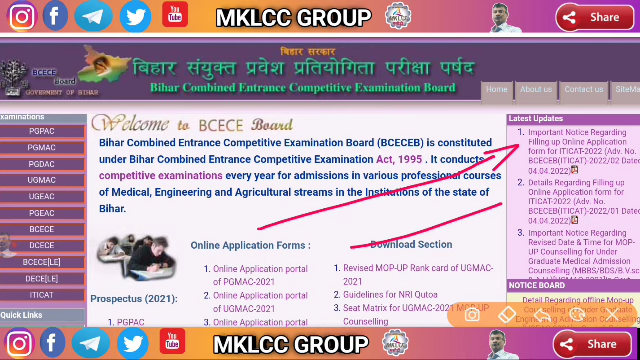 MKLCC GROUP
Share
बिहार सरकार
बिहार संयुक्त प्रवेश प्रतियोगिता परीक्षा पर्षद
Bihar Combined Entrance Competitive Examination Board
BCECE
Board
GOVERNMENT OF BIHAR
Home
About us
Contact us
SiteMa
xaminations
PGPAC
PGMAC
PGDAC
UGMAC
UGEAC
PGEAC
BCECE
DCECE
BCECE[LE]
DECE[LE]
ITICAT
Quick Links
Welcome to BCECE Board
Bihar Combined Entrance Competitive Examination Board (BCECEB) is constituted
under Bihar Combined Entrance Competitive Examination Act, 1995 . It conducts
competitive examinations every year for admissions in various professional courses
of Medical, Engineering and Agricultural streams in the Institutions of the state of
Bihar.
Prospectus (2021):
1. PGPAC
Online Application Forms :
1. Online Application portal
of PGMAC-2021
2. Online Application portal
of UGMAC-2021
3. Online Application portal
Download Section
1. Revised MOP-UP Rank card of UGMAC-
2021
2. Guidelines for NRI Qutoa
3. Seat Matrix for UGMAC-2021 MOP-UP
Counselling
Latest Updates
1. Important Notice Regarding
Filling up Online Application
form for ITICAT-2022 (Adv. No.
BCECEB(ITICAT)-2022/02 Dated
04.04.2022)
2. Details Regarding Filling up
Online Application form for
ITICAT-2022 (Adv. No.
BCECEB(ITICAT)-2022/01 Dated
04.04.2022)
3. Important Notice Regarding
Revised Date & Time for MOP-
UP Counselling for Under
Graduate Medical Admission
Counselling (MBBS/BDS/B.V.sc
NOTICE BOARD
Detail Regarding offline Mop-up
MKLCC GROUP
Share